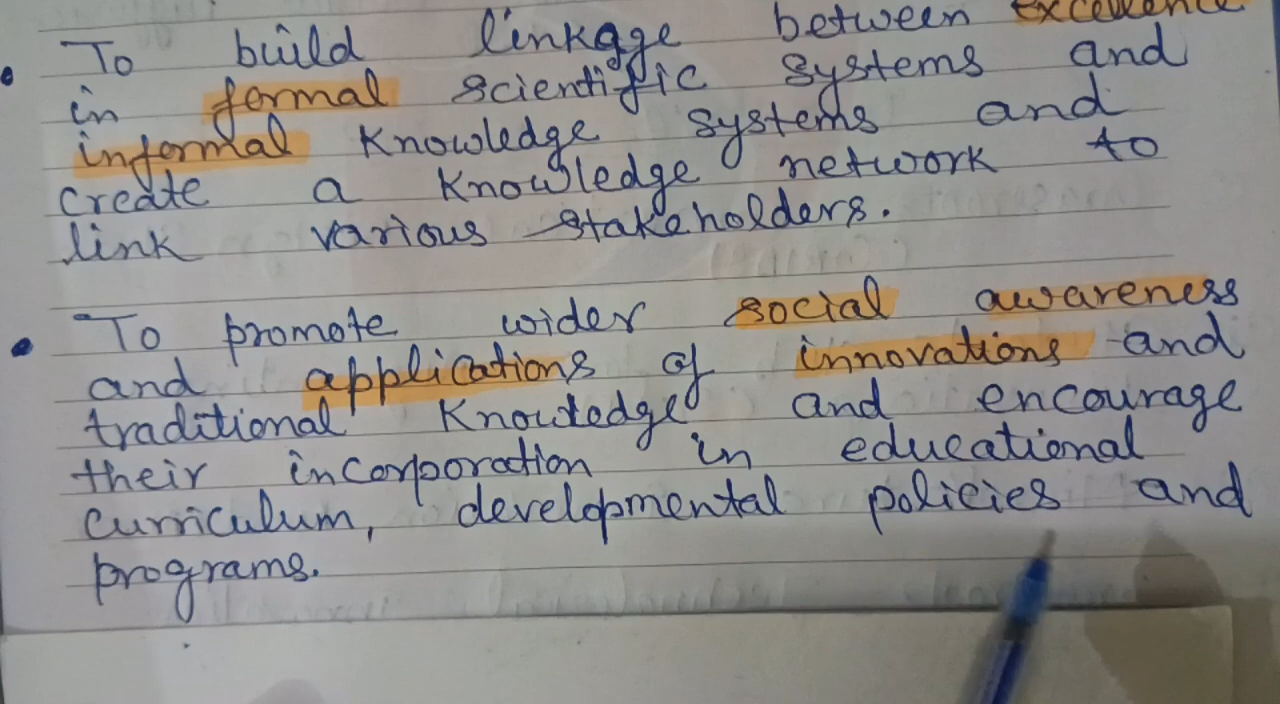 To build linkage between excellence
in formal scientific systems and
informal knowledge systems and
create a knowledge network to
link various stakeholders.
To promote wider social awareness
and applications of innovations and
traditional knowledge and encourage
their incorporation in educational
curriculum, developmental policies and
programs.